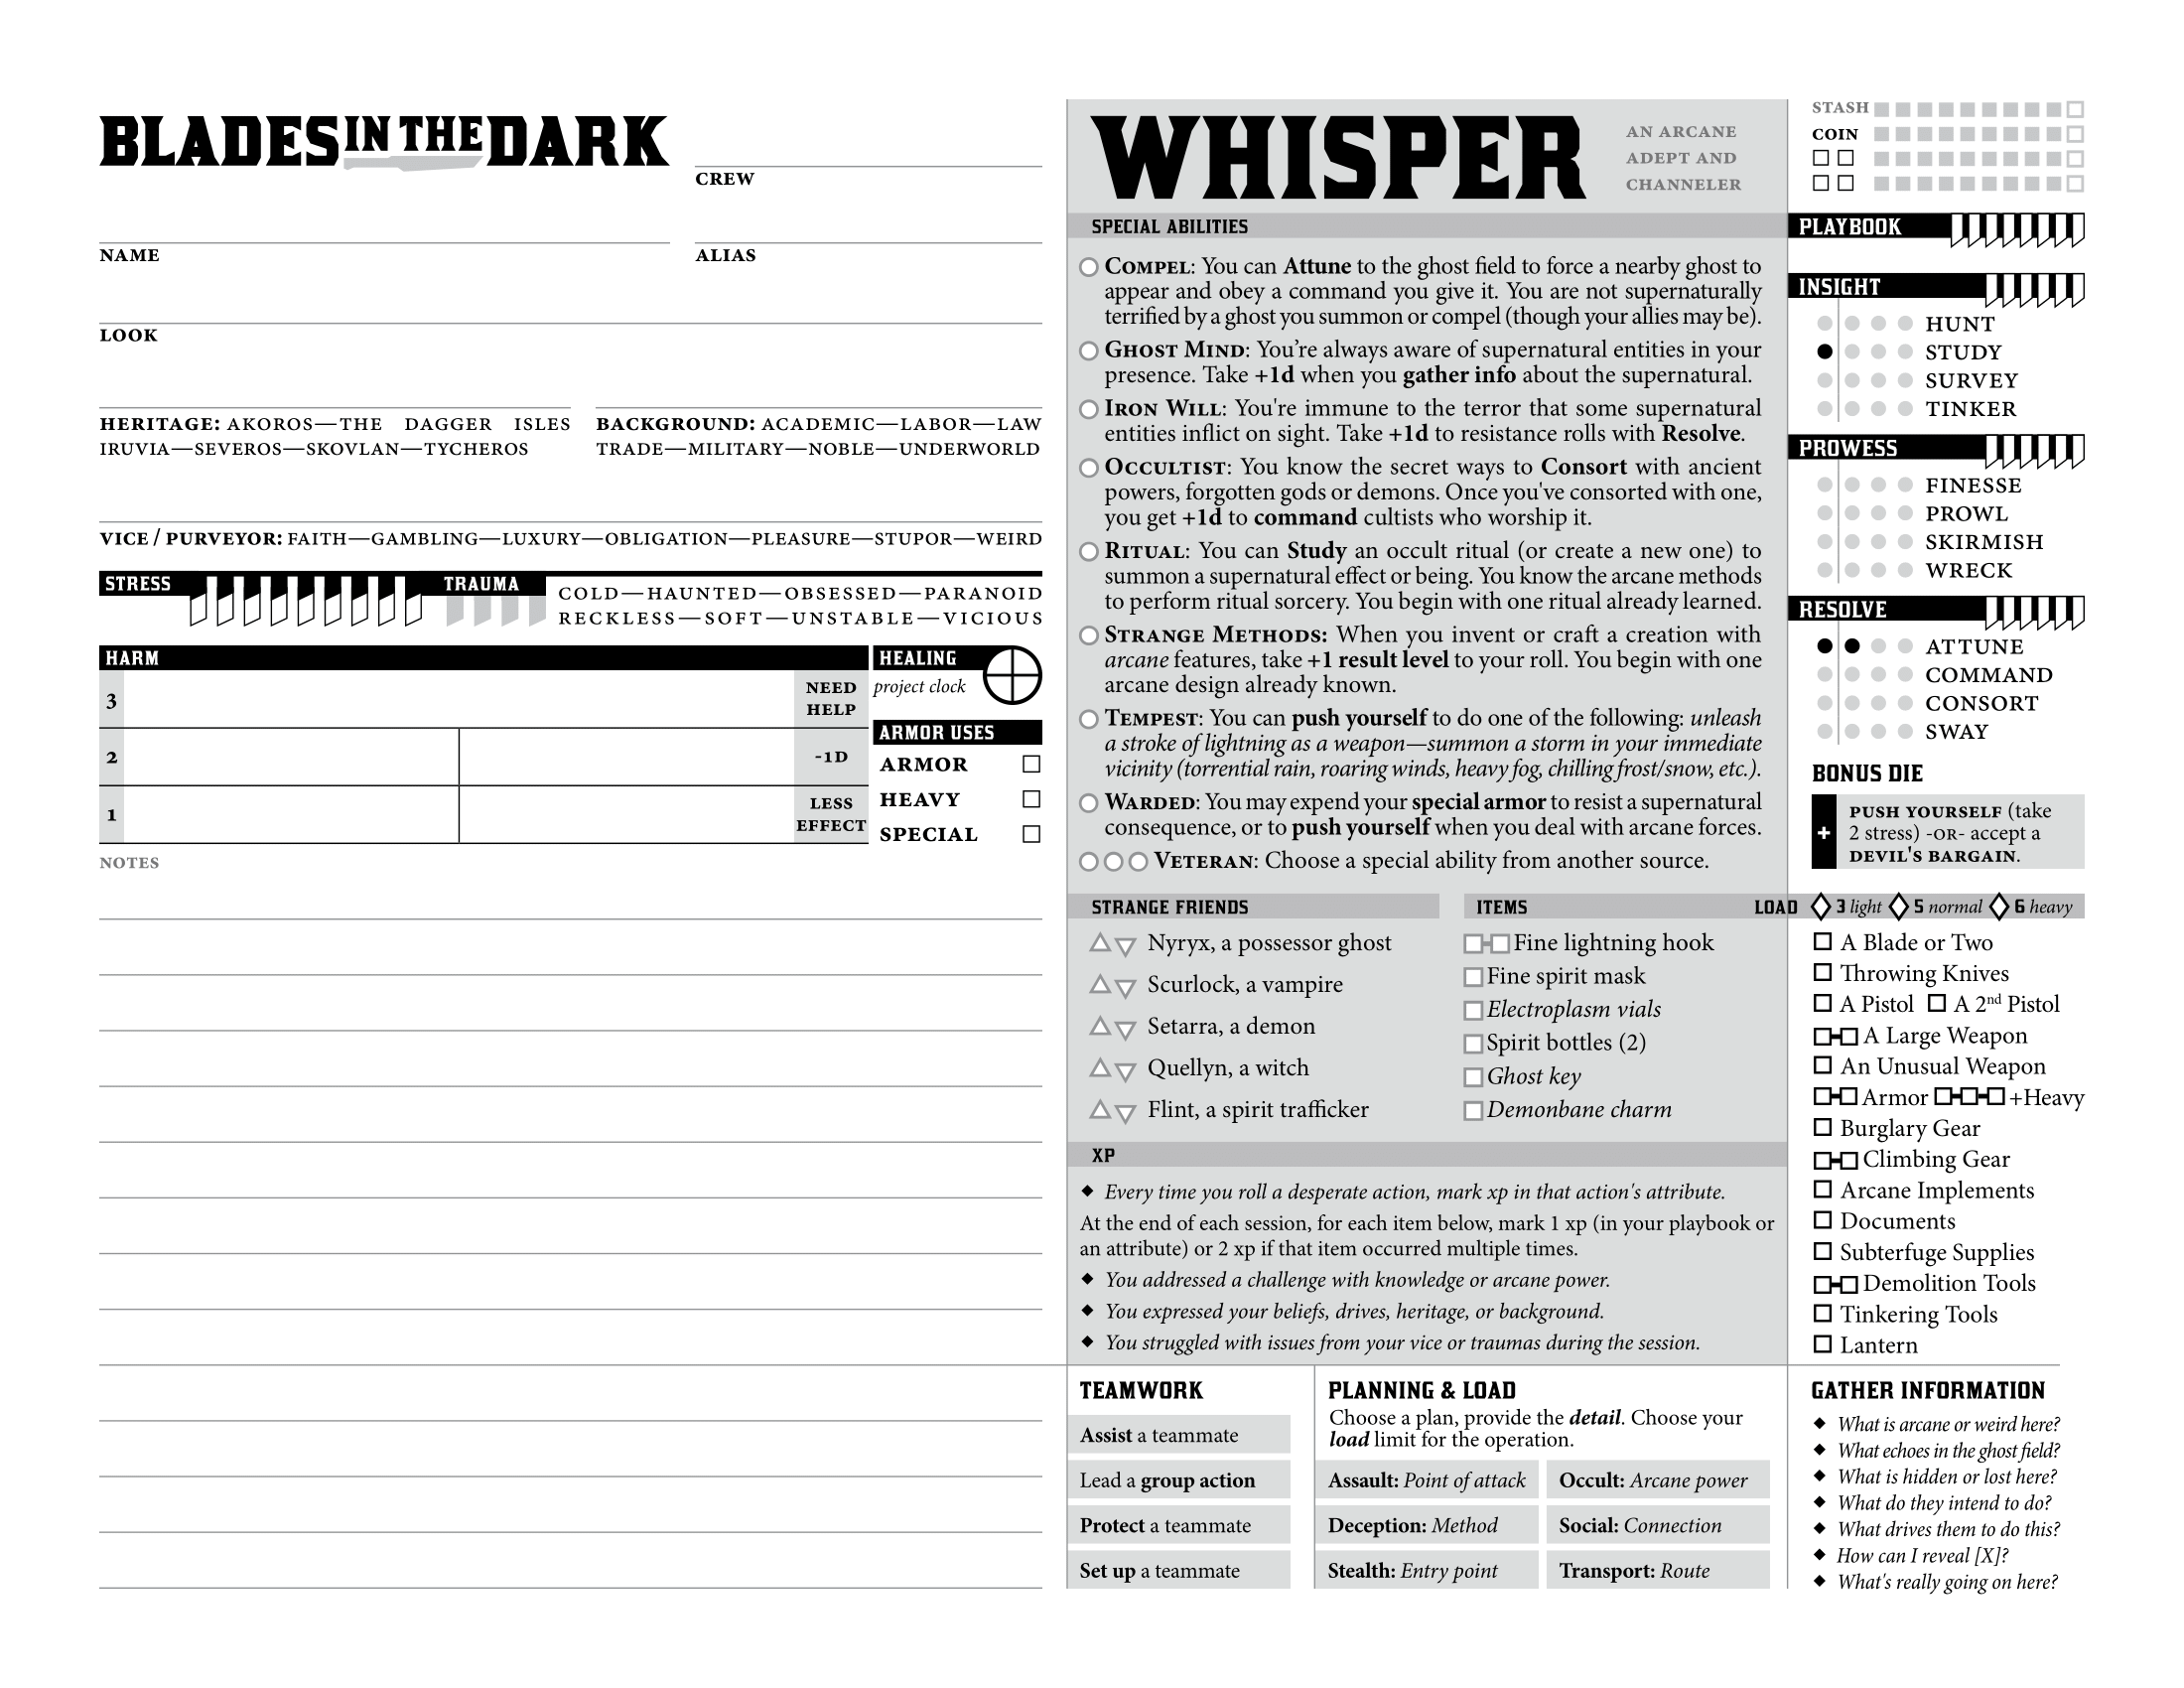 BLADES IN THE DARK
CREW
NAME
ALIAS
LOOK
HERITAGE: AKOROS—THE DAGGER ISLES
IRUVIA—SEVEROS—SKOVLAN—TYCHEROS
BACKGROUND: ACADEMIC—LABOR—LAW
TRADE—MILITARY—NOBLE—UNDERWORLD
VICE / PURVEYOR: FAITH—GAMBLING—LUXURY—OBLIGATION—PLEASURE—STUPOR—WEIRD
STRESS
TRAUMA
COLD—HAUNTED—OBSESSED—PARANOID
RECKLESS—SOFT—UNSTABLE—VICIOUS
HARM
3
NEED
HELP
2
-1D
1
LESS
EFFECT
HEALING
project clock
ARMOR USES
ARMOR
HEAVY
SPECIAL
NOTES
WHISPER
AN ARCANE
ADEPT AND
CHANNELER
SPECIAL ABILITIES
COMPEL: You can Attune to the ghost field to force a nearby ghost to
appear and obey a command you give it. You are not supernaturally
terrified by a ghost you summon or compel (though your allies may be).
GHOST MIND: You're always aware of supernatural entities in your
presence. Take +1d when you gather info about the supernatural.
IRON WILL: You're immune to the terror that some supernatural
entities inflict on sight. Take +1d to resistance rolls with Resolve.
OCCULTIST: You know the secret ways to Consort with ancient
powers, forgotten gods or demons. Once you've consorted with one,
you get +1d to command cultists who worship it.
RITUAL: You can Study an occult ritual (or create a new one) to
summon a supernatural effect or being. You know the arcane methods
to perform ritual sorcery. You begin with one ritual already learned.
STRANGE METHODS: When you invent or craft a creation with
arcane features, take +1 result level to your roll. You begin with one
arcane design already known.
TEMPEST: You can push yourself to do one of the following: unleash
a stroke of lightning as a weapon—summon a storm in your immediate
vicinity (torrential rain, roaring winds, heavy fog, chilling frost/snow, etc.).
WARDED: You may expend your special armor to resist a supernatural
consequence, or to push yourself when you deal with arcane forces.
VETERAN: Choose a special ability from another source.
STRANGE FRIENDS
Nyryx, a possessor ghost
Scurlock, a vampire
Setarra, a demon
Quellyn, a witch
Flint, a spirit trafficker
ITEMS
Fine lightning hook
Fine spirit mask
Electroplasm vials
Spirit bottles (2)
Ghost key
Demonbane charm
XP
Every time you roll a desperate action, mark xp in that action's attribute.
At the end of each session, for each item below, mark 1 xp (in your playbook or
an attribute) or 2 xp if that item occurred multiple times.
You addressed a challenge with knowledge or arcane power.
You expressed your beliefs, drives, heritage, or background.
You struggled with issues from your vice or traumas during the session.
TEAMWORK
Assist a teammate
Lead a group action
Protect a teammate
Set up a teammate
PLANNING & LOAD
Choose a plan, provide the detail. Choose your
load limit for the operation.
Assault: Point of attack
Occult: Arcane power
Deception: Method
Social: Connection
Stealth: Entry point
Transport: Route
STASH
COIN
PLAYBOOK
INSIGHT
HUNT
STUDY
SURVEY
TINKER
PROWESS
FINESSE
PROWL
SKIRMISH
WRECK
RESOLVE
ATTUNE
COMMAND
CONSORT
SWAY
BONUS DIE
+
PUSH YOURSELF (take
2 stress) -OR- accept a
DEVIL'S BARGAIN.
LOAD 3 light 5 normal 6 heavy
A Blade or Two
Throwing Knives
A Pistol A 2nd Pistol
A Large Weapon
An Unusual Weapon
Armor +Heavy
Burglary Gear
Climbing Gear
Arcane Implements
Documents
Subterfuge Supplies
Demolition Tools
Tinkering Tools
Lantern
GATHER INFORMATION
What is arcane or weird here?
What echoes in the ghost field?
What is hidden or lost here?
What do they intend to do?
What drives them to do this?
How can I reveal [X]?
What's really going on here?